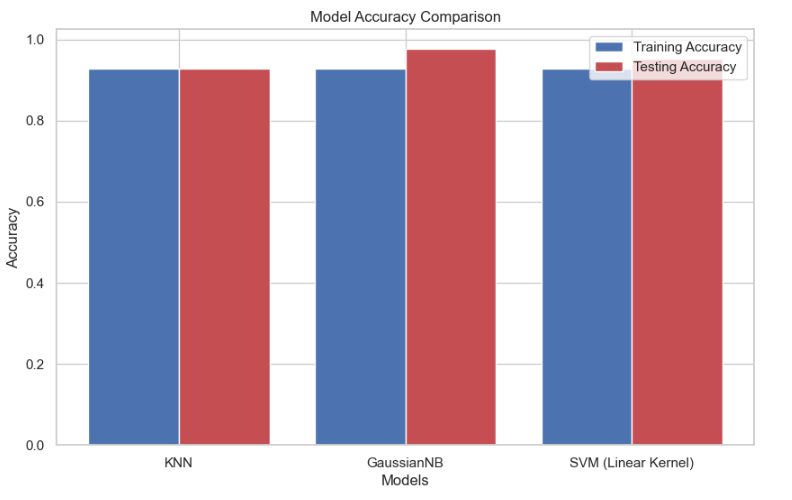 Model Accuracy Comparison
Training Accuracy
Testing Accuracy
1.0
0.8
0.6
0.4
0.2
0.0
Accuracy
KNN
GaussianNB
SVM (Linear Kernel)
Models